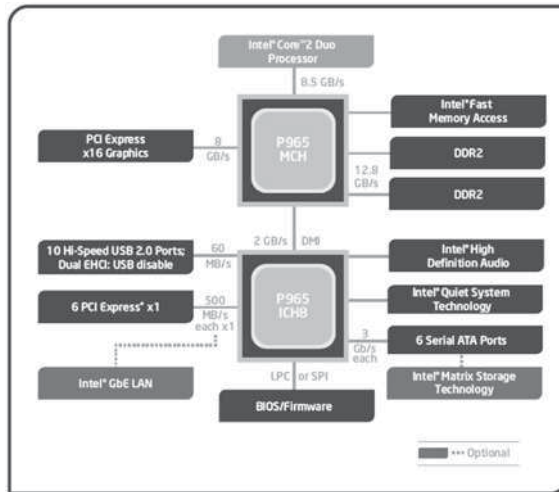 Intel® Core™2 Duo
Processor
8.5 GB/s
P965
MCH
Intel® Fast
Memory Access
PCI Express
x16 Graphics
8
GB/s
DDR2
12.8
GB/s
DDR2
2 GB/s
DMI
10 Hi-Speed USB 2.0 Ports;
Dual EHCI: USB disable
60
MB/s
Intel® High
Definition Audio
P965
ICH8
Intel® Quiet System
Technology
6 PCI Express® x1
500
MB/s
each x1
3
Gb/s
each
6 Serial ATA Ports
Intel® GbE LAN
Intel® Matrix Storage
Technology
LPC or SPI
BIOS/Firmware
Optional